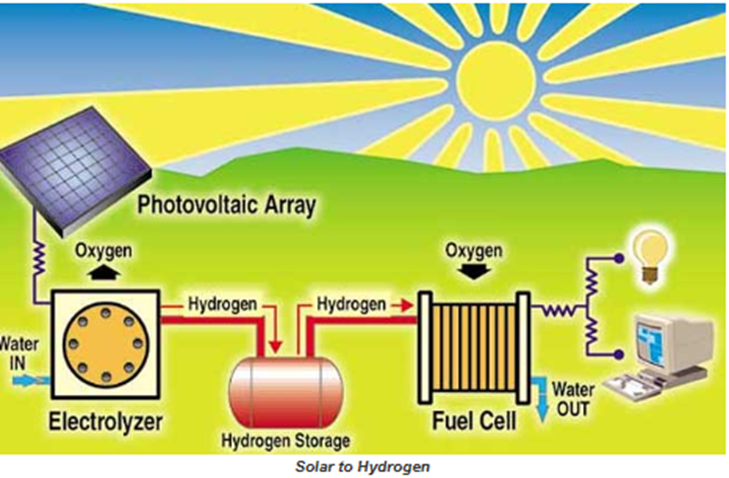 Photovoltaic Array
Oxygen
Oxygen
Hydrogen
Hydrogen
Water
IN
Electrolyzer
Hydrogen Storage
Fuel Cell
Water
OUT
Solar to Hydrogen